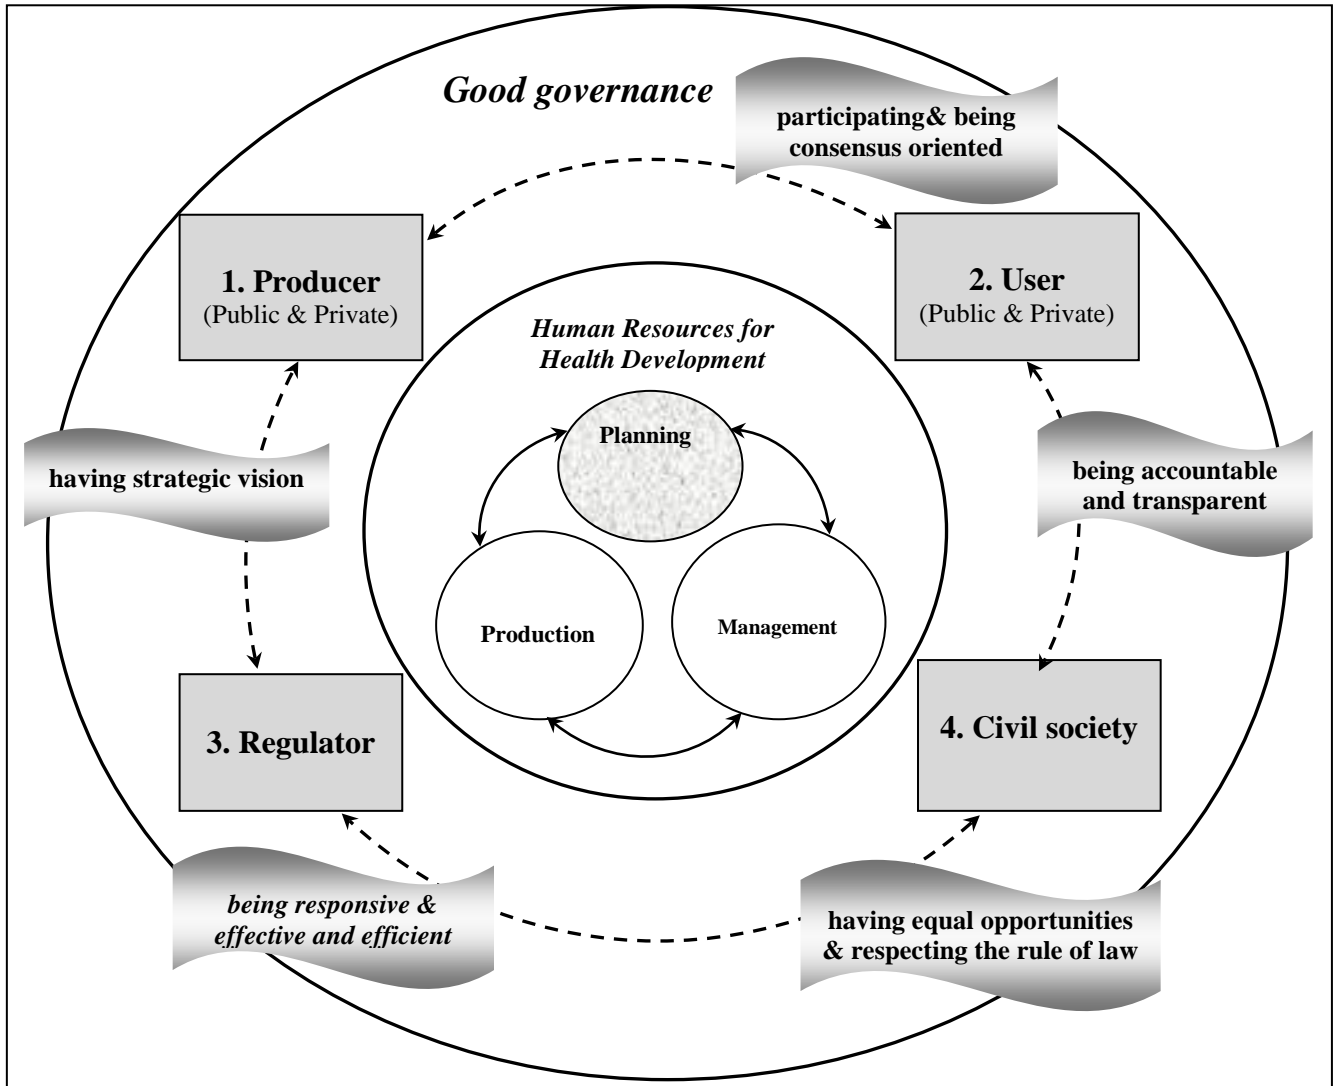 Good governance
participating& being
consensus oriented
1. Producer
(Public & Private)
2. User
(Public & Private)
Human Resources for
Health Development
Planning
having strategic vision
being accountable
and transparent
Production
Management
3. Regulator
4. Civil society
being responsive &
effective and efficient
having equal opportunities
& respecting the rule of law